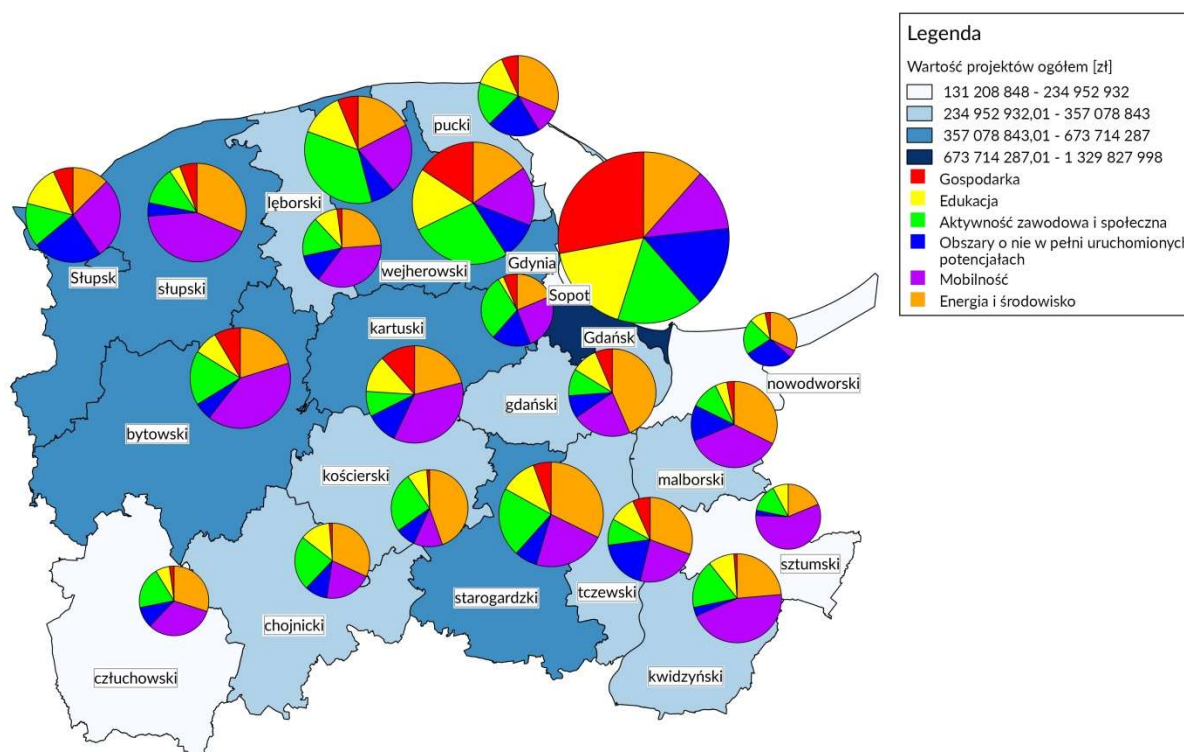 Legenda
Wartość projektów ogółem [zł]
131 208 848 - 234 952 932
234 952 932,01 - 357 078 843
357 078 843,01 - 673 714 287
673 714 287,01 - 1 329 827 998
Gospodarka
Edukacja
Aktywność zawodowa i społeczna
Obszary o nie w pełni uruchomionych
potencjałach
Mobilność
Energia i środowisko
pucki
lęborski
Słupsk
słupski
wejherowski
Gdynia
Sopot
kartuski
Gdańsk
nowodworski
gdański
bytowski
kościerski
malborski
sztumski
starogardzki
tczewski
chojnicki
człuchowski
kwidzyński